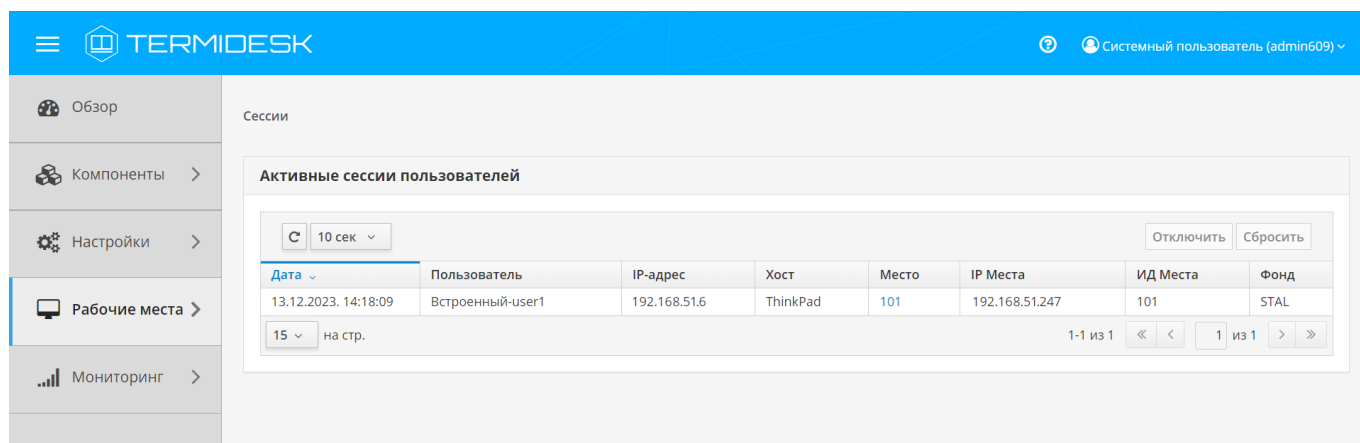 TERMIDESK
Системный пользователь (admin609)
Обзор
Компоненты
Настройки
Рабочие места
Мониторинг
Сессии
Активные сессии пользователей
10 сек Отключить Сбросить
Дата Пользователь IP-адрес Хост Место IP Места ИД Места Фонд
13.12.2023. 14:18:09 Встроенный-user1 192.168.51.6 ThinkPad 101 192.168.51.247 101 STAL
15 на стр. 1-1 из 1 « < 1 из 1 > »